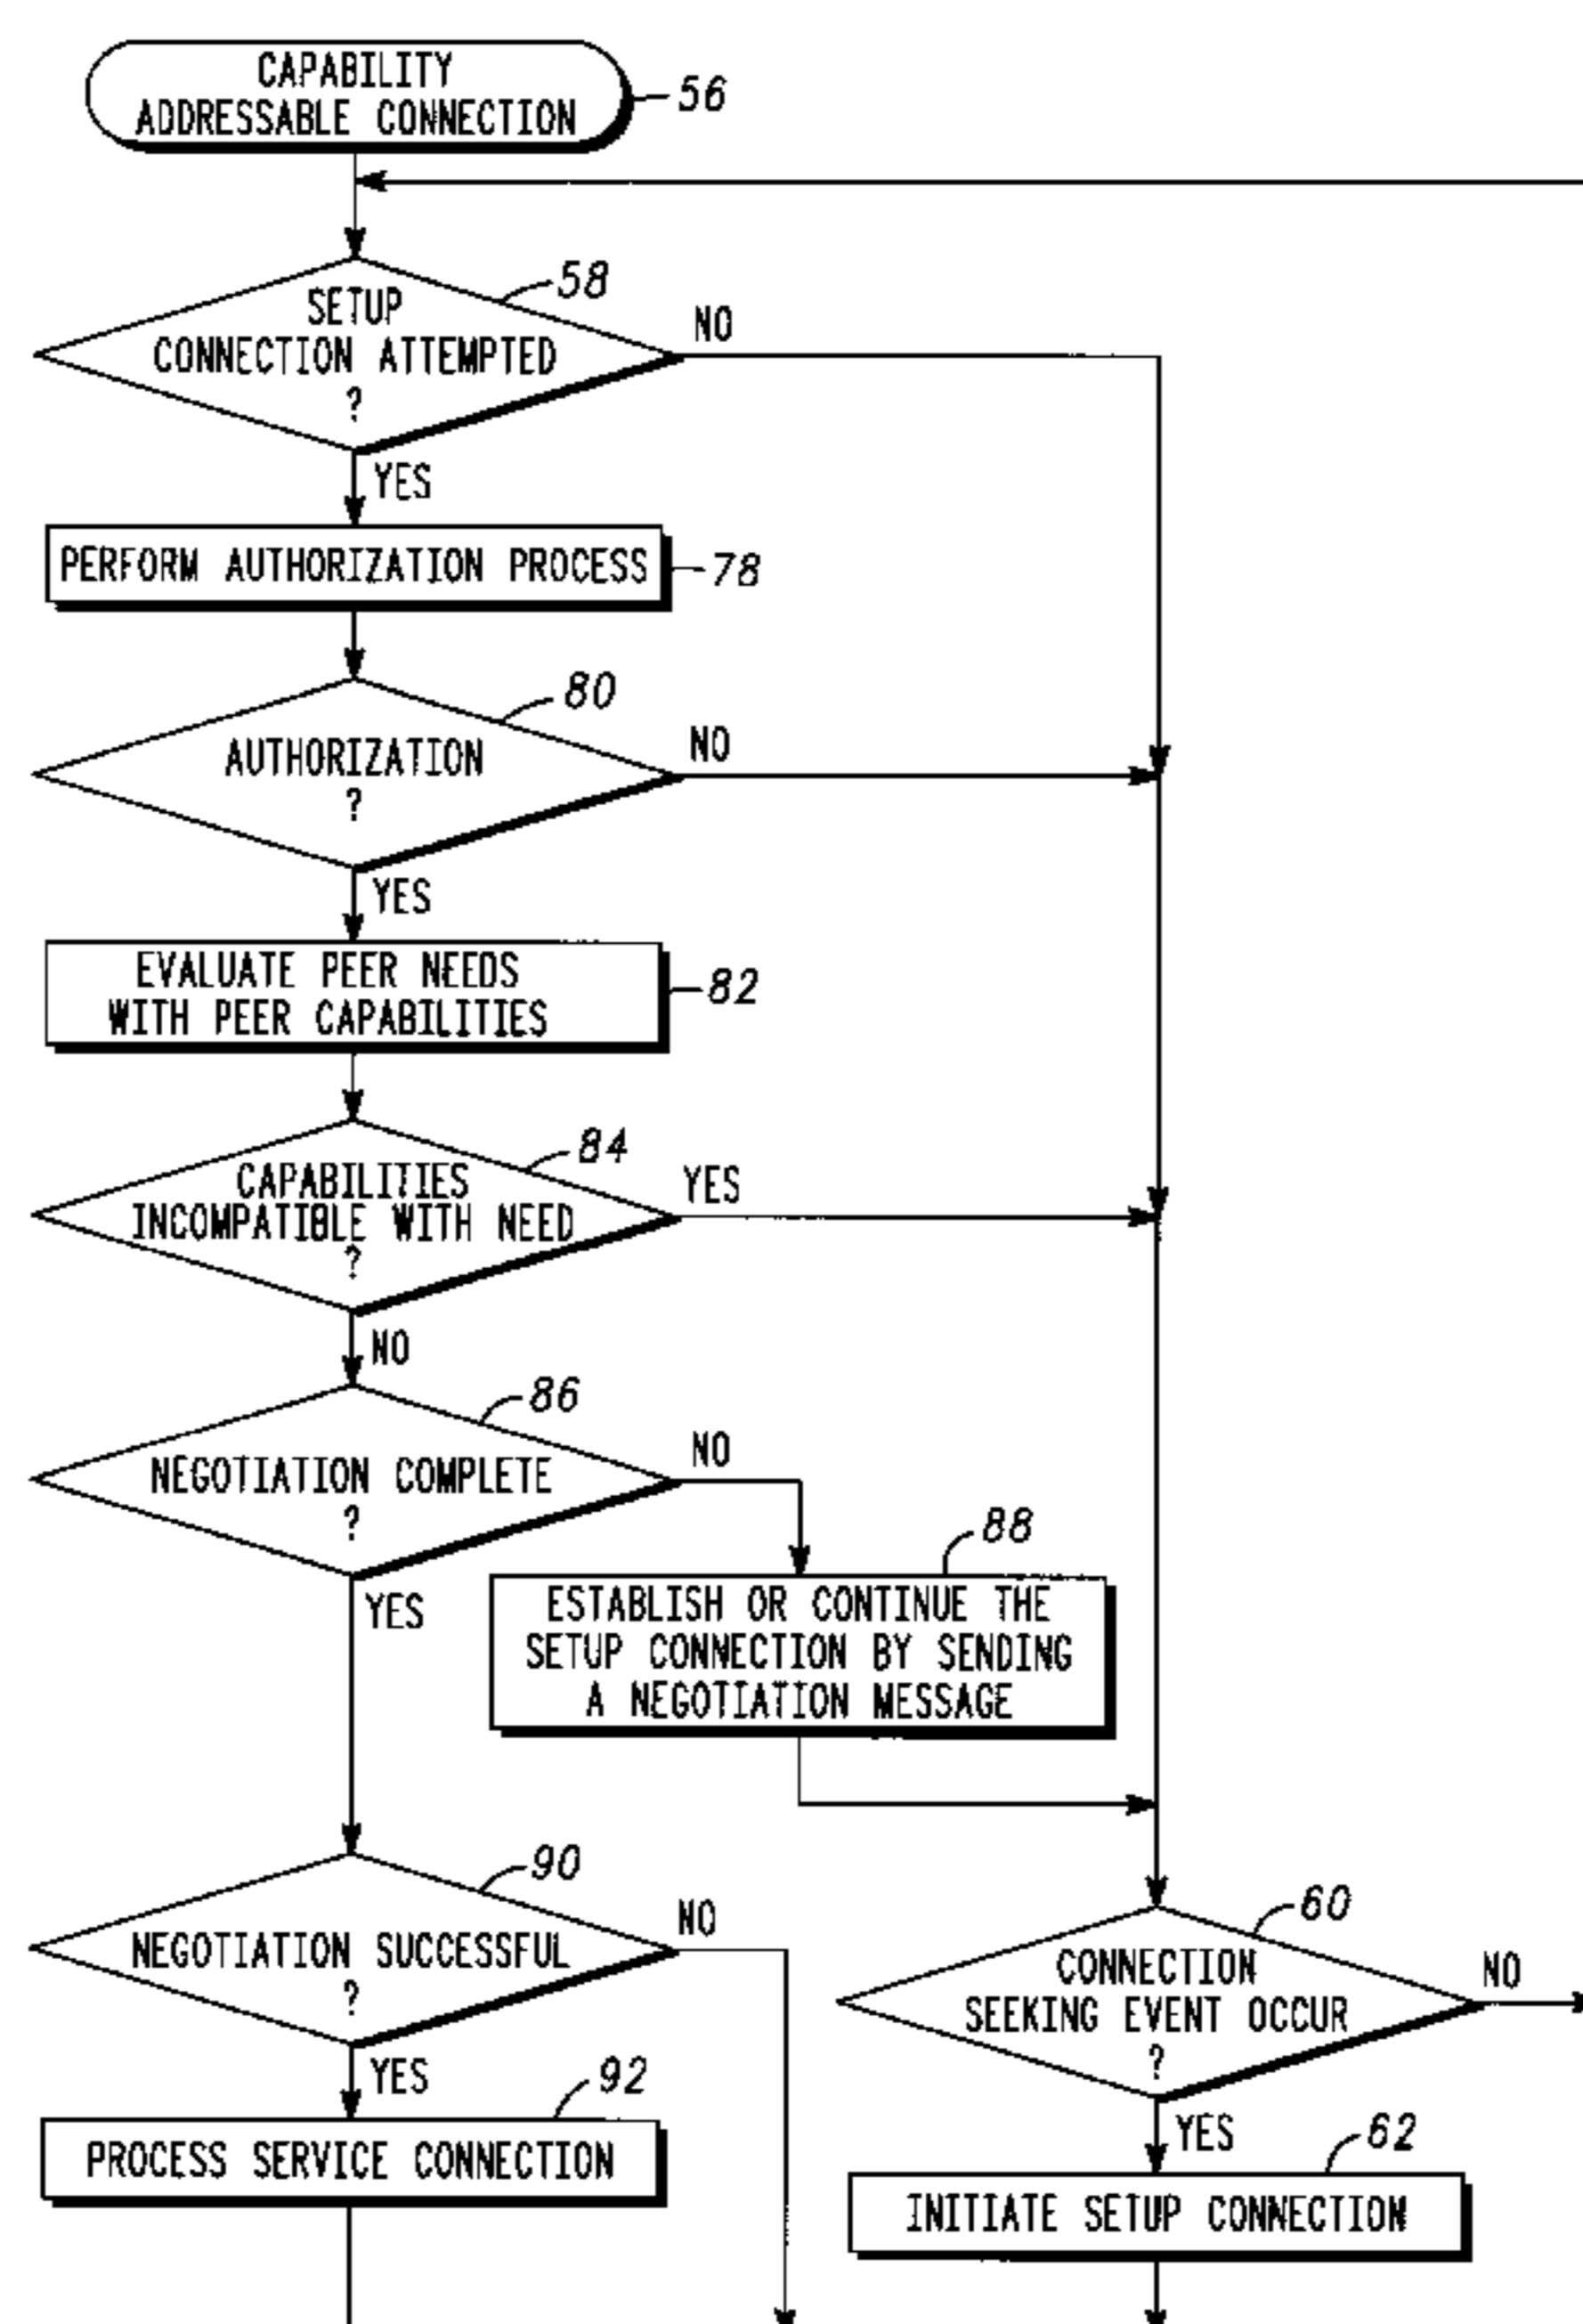 CAPABILITY
ADDRESSABLE CONNECTION
56
58
SETUP
CONNECTION ATTEMPTED
?
NO
YES
PERFORM AUTHORIZATION PROCESS
78
80
AUTHORIZATION
?
NO
YES
EVALUATE PEER NEEDS
WITH PEER CAPABILITIES
82
84
CAPABILITIES
INCOMPATIBLE WITH NEED
?
YES
NO
86
NEGOTIATION COMPLETE
?
NO
YES
88
ESTABLISH OR CONTINUE THE
SETUP CONNECTION BY SENDING
A NEGOTIATION MESSAGE
90
NEGOTIATION SUCCESSFUL
?
NO
YES
92
PROCESS SERVICE CONNECTION
60
CONNECTION
SEEKING EVENT OCCUR
?
NO
YES
62
INITIATE SETUP CONNECTION